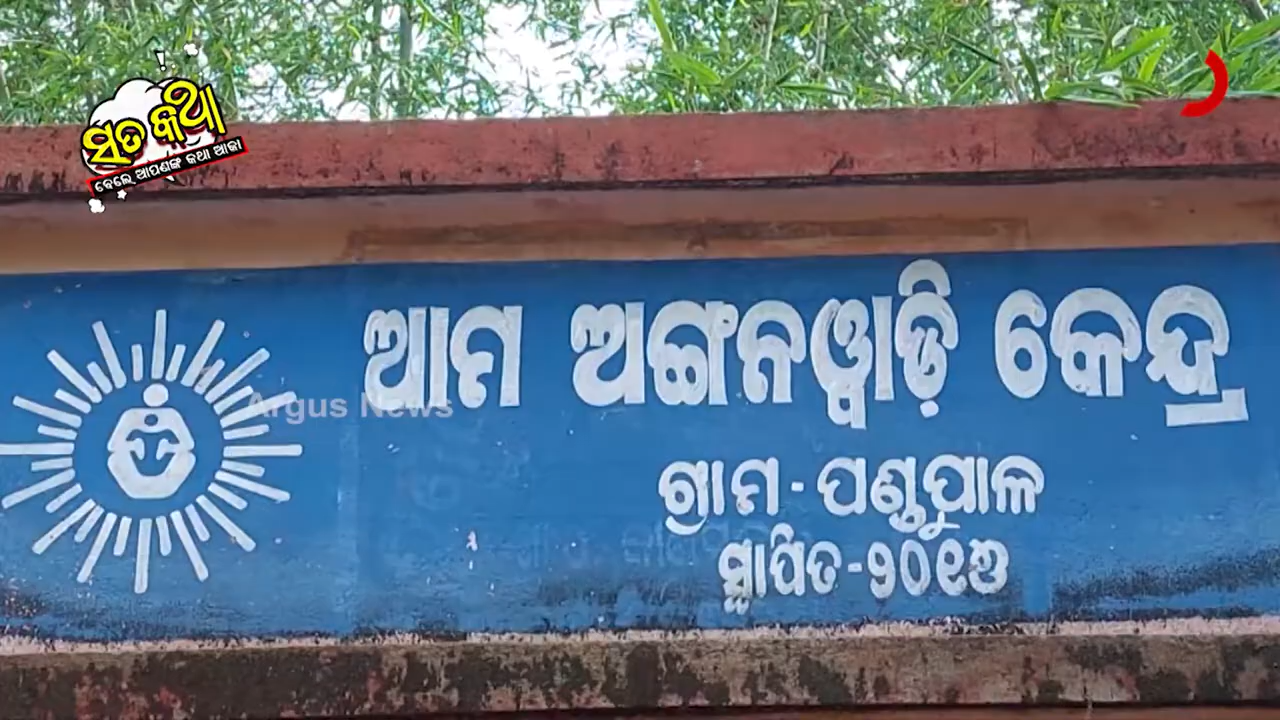 ସତ କଥା
ବେଲେ ଆପଣଙ୍କ କଥା ଆଜୀ
ଆମ ଅଙ୍ଗନୱାଡ଼ି କେନ୍ଦ୍ର
Argus News
ଗ୍ରାମ-ପଣ୍ଡୁପାଳ
ସ୍ଥାପିତ-୨୦୧୬